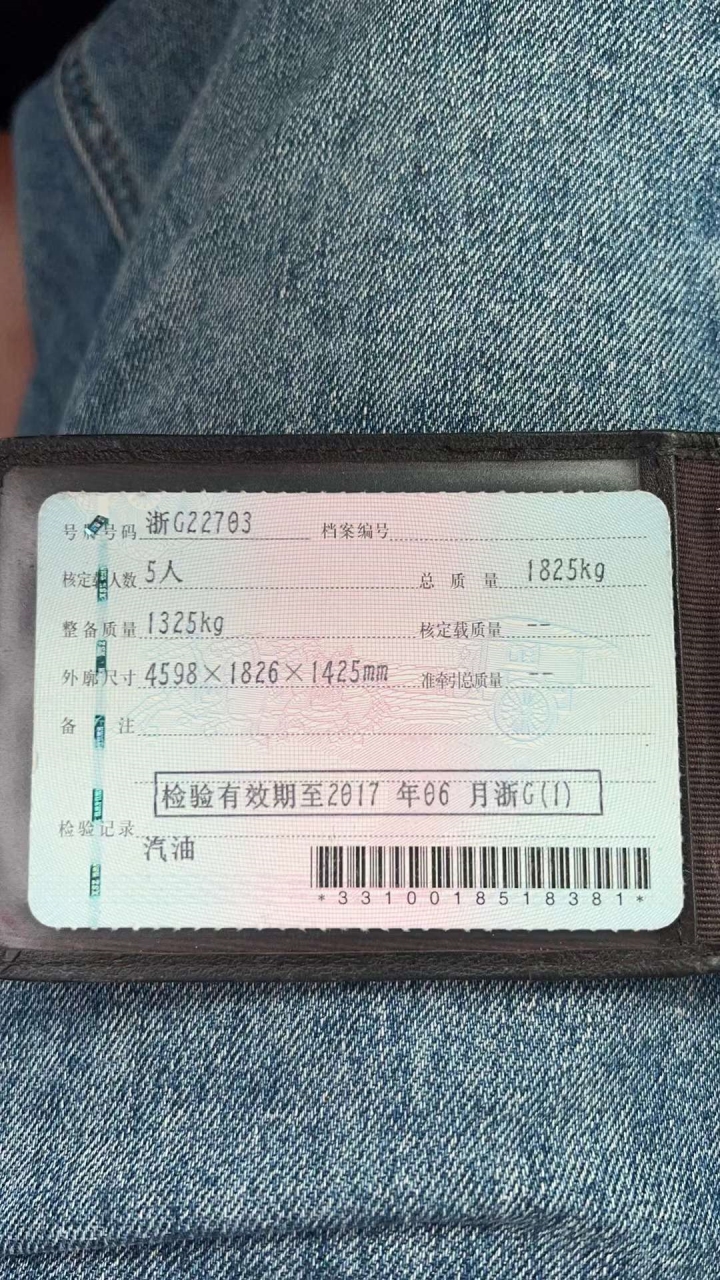 号牌号码 浙G22703 档案编号
核定载人数 5人 总质量 1825kg
整备质量 1325kg 核定载质量 --
外廓尺寸 4598×1826×1425mm 准牵引总质量 --
备注
检验有效期至2017 年06 月浙G(1)
检验记录
汽油
*3310018518381*